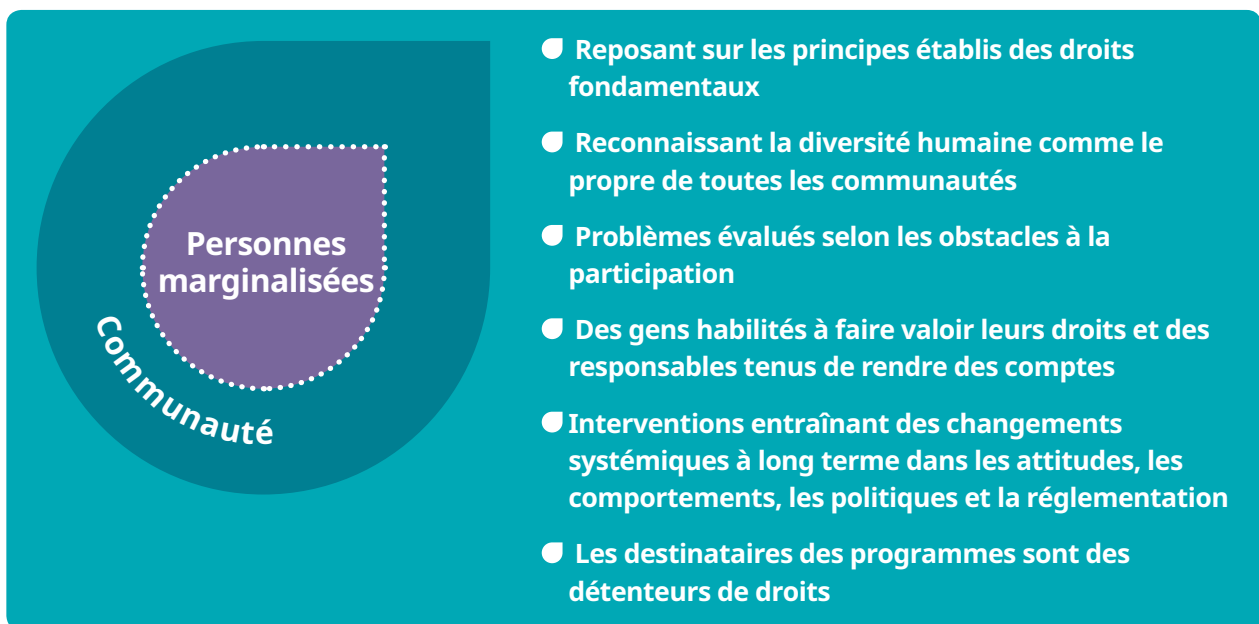 Personnes
marginalisées
Communauté
Reposant sur les principes établis des droits
fondamentaux
Reconnaissant la diversité humaine comme le
propre de toutes les communautés
Problèmes évalués selon les obstacles à la
participation
Des gens habilités à faire valoir leurs droits et des
responsables tenus de rendre des comptes
Interventions entraînant des changements
systémiques à long terme dans les attitudes, les
comportements, les politiques et la réglementation
Les destinataires des programmes sont des
détenteurs de droits